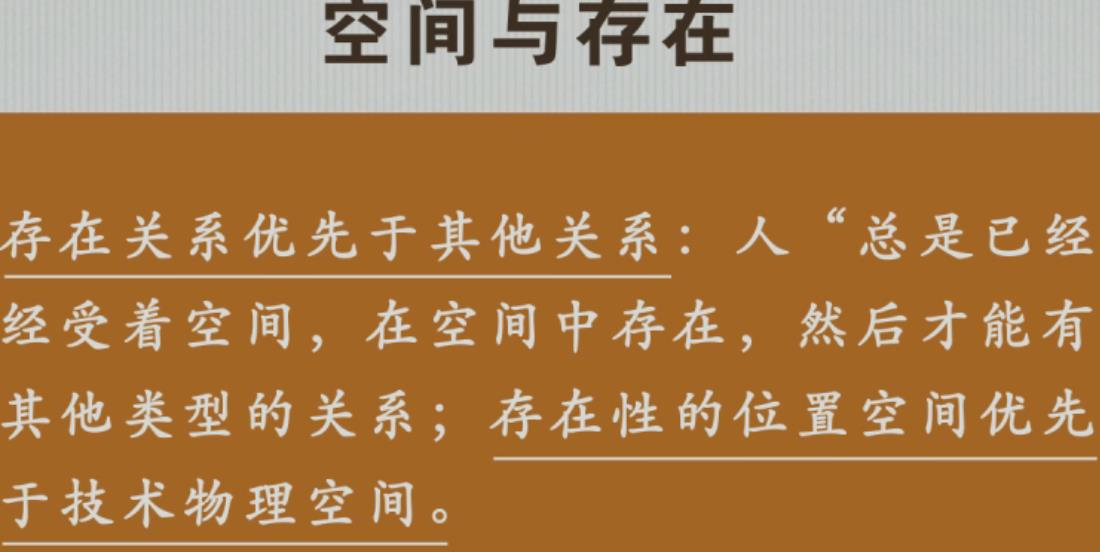 空间与存在
存在关系优先于其他关系：人“总是已经
经受着空间，在空间中存在，然后才能有
其他类型的关系；存在性的位置空间优先
于技术物理空间。